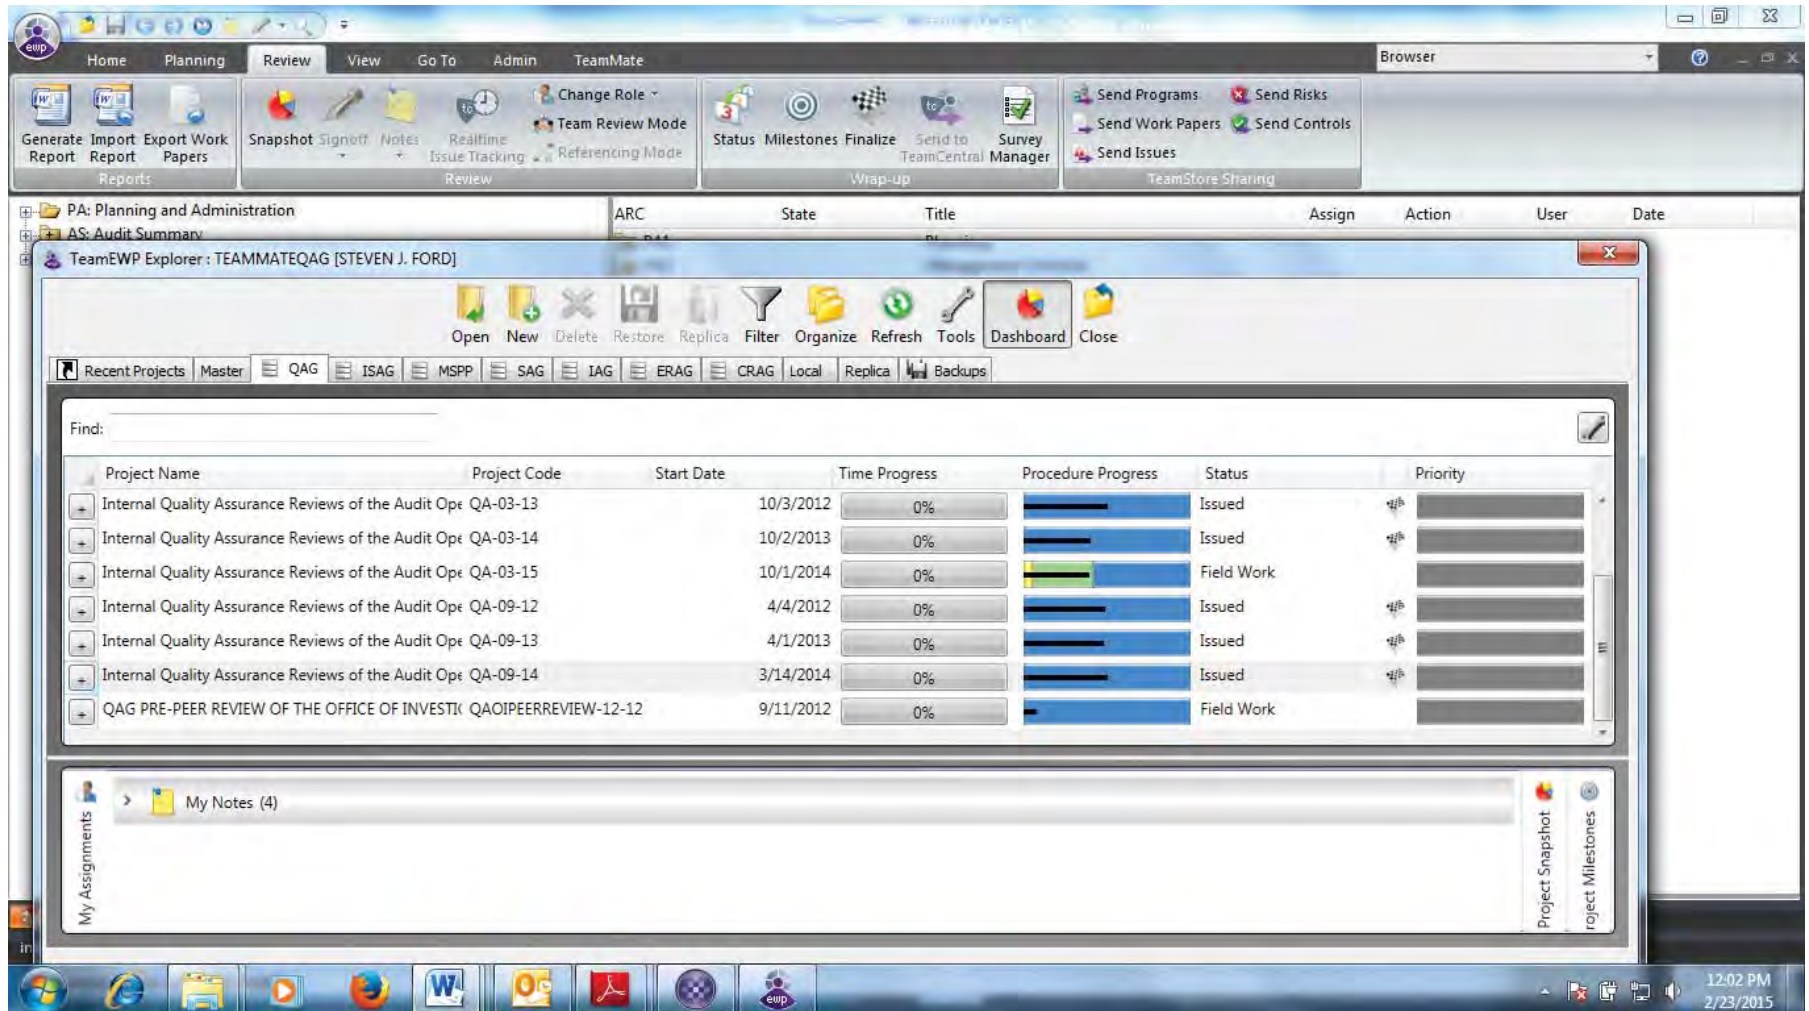 ewp
Home Planning Review View Go To Admin TeamMate Browser
Generate Report
Import Report
Export Work Papers
Reports
Snapshot Signoff Notes
Realtime Issue Tracking
Change Role
Team Review Mode
Referencing Mode
Review
Status Milestones Finalize
Send to TeamCentral
Survey Manager
Wrap-up
Send Programs Send Risks
Send Work Papers Send Controls
Send Issues
TeamStore Sharing
PA: Planning and Administration
AS: Audit Summary
ARC State Title Assign Action User Date
TeamEWP Explorer : TEAMMATEQAG [STEVEN J. FORD]
Open New Delete Restore Replica Filter Organize Refresh Tools Dashboard Close
Recent Projects Master QAG ISAG MSPP SAG IAG ERAG CRAG Local Replica Backups
Find:
Project Name Project Code Start Date Time Progress Procedure Progress Status Priority
Internal Quality Assurance Reviews of the Audit Ope QA-03-13 10/3/2012 0% Issued
Internal Quality Assurance Reviews of the Audit Ope QA-03-14 10/2/2013 0% Issued
Internal Quality Assurance Reviews of the Audit Ope QA-03-15 10/1/2014 0% Field Work
Internal Quality Assurance Reviews of the Audit Ope QA-09-12 4/4/2012 0% Issued
Internal Quality Assurance Reviews of the Audit Ope QA-09-13 4/1/2013 0% Issued
Internal Quality Assurance Reviews of the Audit Ope QA-09-14 3/14/2014 0% Issued
QAG PRE-PEER REVIEW OF THE OFFICE OF INVESTI QAOIPEERREVIEW-12-12 9/11/2012 0% Field Work
My Assignments
My Notes (4)
Project Snapshot
roject Milestones
in
ewp
12:02 PM
2/23/2015